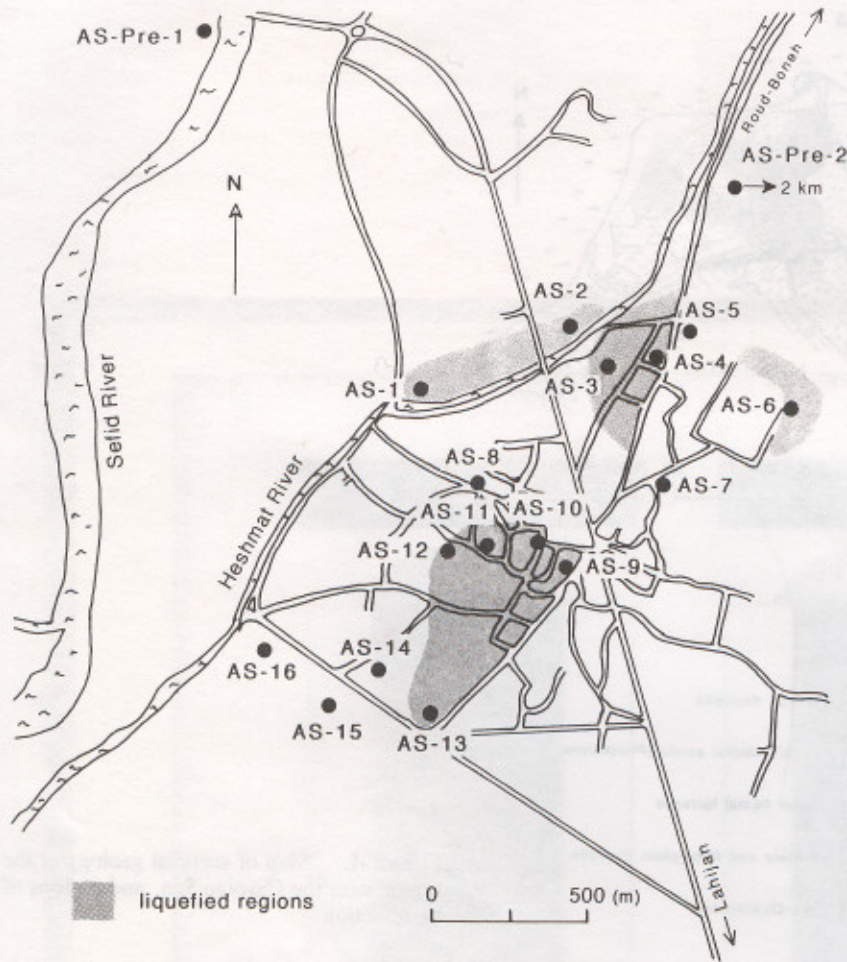 AS-Pre-1
Roud-Boneh
AS-Pre-2
2 km
N
AS-2
AS-5
AS-1
AS-3
AS-4
AS-6
Sefid River
AS-8
AS-7
Heshmat River
AS-11
AS-10
AS-12
AS-9
AS-14
AS-16
AS-15
AS-13
Lahijan
liquefied regions
0 500 (m)